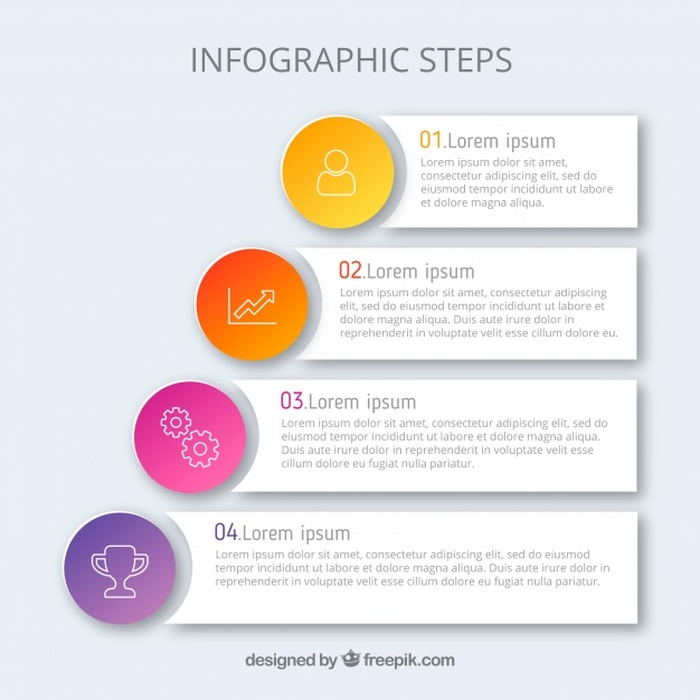 INFOGRAPHIC STEPS
01.Lorem ipsum
Lorem ipsum dolor sit amet,
consectetur adipiscing elit, sed do
eiusmod tempor incididunt ut labore
et dolore magna aliqua.
02.Lorem ipsum
Lorem ipsum dolor sit amet, consectetur adipiscing
elit, sed do eiusmod tempor incididunt ut labore et
dolore magna aliqua. Duis aute irure dolor in
reprehenderit in voluptate velit esse cillum dolore eu.
03.Lorem ipsum
Lorem ipsum dolor sit amet, consectetur adipiscing elit, sed do
eiusmod tempor incididunt ut labore et dolore magna aliqua.
Duis aute irure dolor in reprehenderit in voluptate velit esse
cillum dolore eu fugiat nulla pariatur.
04.Lorem ipsum
Lorem ipsum dolor sit amet, consectetur adipiscing elit, sed do eiusmod
tempor incididunt ut labore et dolore magna aliqua. Duis aute irure dolor in
reprehenderit in voluptate velit esse cillum dolore eu fugiat nulla pariatur.
designed by freepik.com